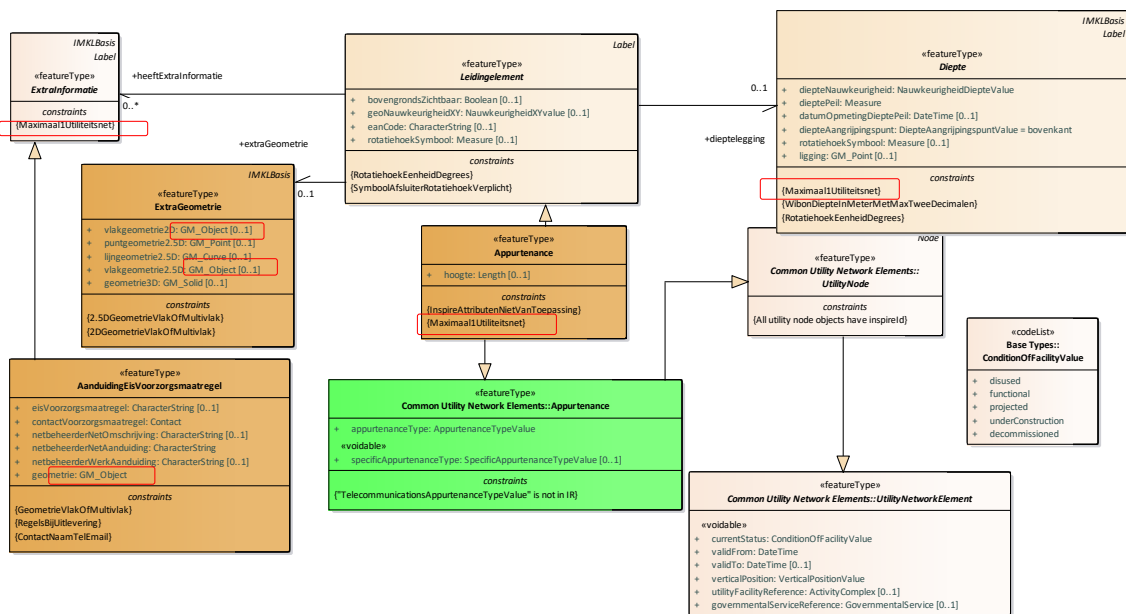 IMKLBasis
Label
«featureType»
ExtraInformatie
constraints
{Maximaal1Utiliteitsnet}
+heeftExtraInformatie
0..*
Label
«featureType»
Leidingelement
+ bovengrondsZichtbaar: Boolean [0..1]
+ geoNauwkeurigheidXY: NauwkeurigheidXYvalue [0..1]
+ eanCode: CharacterString [0..1]
+ rotatiehoekSymbool: Measure [0..1]
constraints
{RotatiehoekEenheidDegrees}
{SymboolAfsluiterRotatiehoekVerplicht}
0..1
+dieptelegging
IMKLBasis
Label
«featureType»
Diepte
+ diepteNauwkeurigheid: NauwkeurigheidDiepteValue
+ dieptePeil: Measure
+ datumOpmetingDieptePeil: DateTime [0..1]
+ diepteAangrijpingspunt: DiepteAangrijpingspuntValue = bovenkant
+ rotatiehoekSymbool: Measure [0..1]
+ ligging: GM_Point [0..1]
constraints
{Maximaal1Utiliteitsnet}
{WibonDiepteInMeterMetMaxTweeDecimalen}
{RotatiehoekEenheidDegrees}
+extraGeometrie
0..1
IMKLBasis
«featureType»
ExtraGeometrie
+ vlakgeometrie2D: GM_Object [0..1]
+ puntgeometrie2.5D: GM_Point [0..1]
+ lijngeometrie2.5D: GM_Curve [0..1]
+ vlakgeometrie2.5D: GM_Object [0..1]
+ geometrie3D: GM_Solid [0..1]
constraints
{2.5DGeometrieVlakOfMultivlak}
{2DGeometrieVlakOfMultivlak}
«featureType»
Appurtenance
+ hoogte: Length [0..1]
constraints
{InspireAttributenNietVanToepassing}
{Maximaal1Utiliteitsnet}
Node
«featureType»
Common Utility Network Elements::
UtilityNode
constraints
{All utility node objects have inspireId}
«codeList»
Base Types::
ConditionOfFacilityValue
+ disused
+ functional
+ projected
+ underConstruction
+ decommissioned
«featureType»
AanduidingEisVoorzorgsmaatregel
+ eisVoorzorgsmaatregel: CharacterString [0..1]
+ contactVoorzorgsmaatregel: Contact
+ netbeheerderNetOmschrijving: CharacterString [0..1]
+ netbeheerderNetAanduiding: CharacterString
+ netbeheerderWerkAanduiding: CharacterString [0..1]
+ geometrie: GM_Object
constraints
{GeometrieVlakOfMultivlak}
{RegelsBijUitlevering}
{ContactNaamTelEmail}
«featureType»
Common Utility Network Elements::Appurtenance
+ appurtenanceType: AppurtenanceTypeValue
«voidable»
+ specificAppurtenanceType: SpecificAppurtenanceTypeValue [0..1]
constraints
{"TelecommunicationsAppurtenanceTypeValue" is not in IR}
«featureType»
Common Utility Network Elements::UtilityNetworkElement
«voidable»
+ currentStatus: ConditionOfFacilityValue
+ validFrom: DateTime
+ validTo: DateTime [0..1]
+ verticalPosition: VerticalPositionValue
+ utilityFacilityReference: ActivityComplex [0..1]
+ governmentalServiceReference: GovernmentalService [0..1]